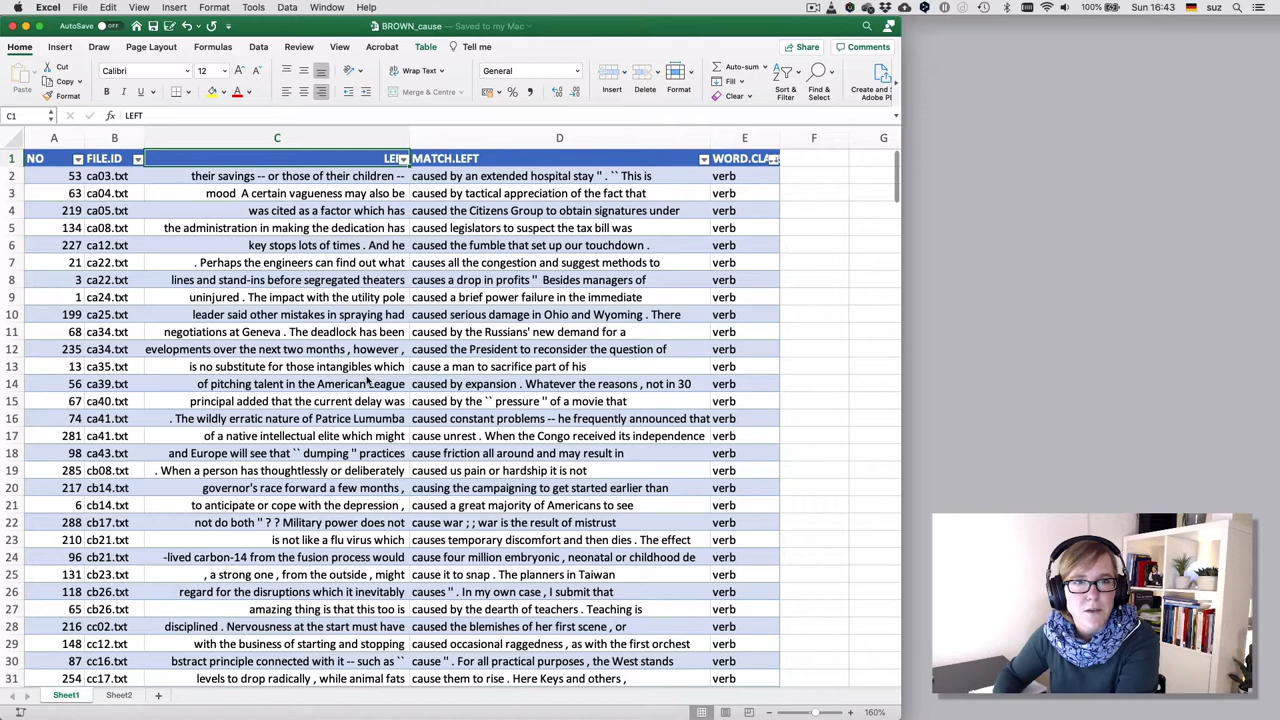 Excel File Edit View Insert Format Tools Data Window Help 100% Sun 16:43 suz
AutoSave OFF BROWN_cause — Saved to my Mac
Home Insert Draw Page Layout Formulas Data Review View Acrobat Table Tell me Share Comments
Paste Cut Copy Format Calibri 12 B I U Wrap Text Merge & Centre General % Insert Delete Format Auto-sum Fill Clear Sort & Filter Find & Select Create and Share Adobe PD
C1 fx LEFT
A B C D E F G
1 NO FILE.ID LEF MATCH.LEFT WORD.CLA
2 53 ca03.txt their savings -- or those of their children -- caused by an extended hospital stay '' . `` This is verb
3 63 ca04.txt mood A certain vagueness may also be caused by tactical appreciation of the fact that verb
4 219 ca05.txt was cited as a factor which has caused the Citizens Group to obtain signatures under verb
5 134 ca08.txt the administration in making the dedication has caused legislators to suspect the tax bill was verb
6 227 ca12.txt key stops lots of times . And he caused the fumble that set up our touchdown . verb
7 21 ca22.txt . Perhaps the engineers can find out what causes all the congestion and suggest methods to verb
8 3 ca22.txt lines and stand-ins before segregated theaters causes a drop in profits '' Besides managers of verb
9 1 ca24.txt uninjured . The impact with the utility pole caused a brief power failure in the immediate verb
10 199 ca25.txt leader said other mistakes in spraying had caused serious damage in Ohio and Wyoming . There verb
11 68 ca34.txt negotiations at Geneva . The deadlock has been caused by the Russians' new demand for a verb
12 235 ca34.txt evelopments over the next two months , however , caused the President to reconsider the question of verb
13 13 ca35.txt is no substitute for those intangibles which cause a man to sacrifice part of his verb
14 56 ca39.txt of pitching talent in the American League caused by expansion . Whatever the reasons , not in 30 verb
15 67 ca40.txt principal added that the current delay was caused by the `` pressure '' of a movie that verb
16 74 ca41.txt . The wildly erratic nature of Patrice Lumumba caused constant problems -- he frequently announced that verb
17 281 ca41.txt of a native intellectual elite which might cause unrest . When the Congo received its independence verb
18 98 ca43.txt and Europe will see that `` dumping '' practices cause friction all around and may result in verb
19 285 cb08.txt . When a person has thoughtlessly or deliberately caused us pain or hardship it is not verb
20 217 cb14.txt governor's race forward a few months , causing the campaigning to get started earlier than verb
21 6 cb14.txt to anticipate or cope with the depression , caused a great majority of Americans to see verb
22 288 cb17.txt not do both '' ? ? Military power does not cause war ; ; war is the result of mistrust verb
23 210 cb21.txt is not like a flu virus which causes temporary discomfort and then dies . The effect verb
24 96 cb21.txt -lived carbon-14 from the fusion process would cause four million embryonic , neonatal or childhood de verb
25 131 cb23.txt , a strong one , from the outside , might cause it to snap . The planners in Taiwan verb
26 118 cb26.txt regard for the disruptions which it inevitably causes '' . In my own case , I submit that verb
27 65 cb26.txt amazing thing is that this too is caused by the dearth of teachers . Teaching is verb
28 216 cc02.txt disciplined . Nervousness at the start must have caused the blemishes of her first scene , or verb
29 148 cc12.txt with the business of starting and stopping caused occasional raggedness , as with the first orchest verb
30 87 cc16.txt bstract principle connected with it -- such as `` cause '' . For all practical purposes , the West stands verb
31 254 cc17.txt levels to drop radically , while animal fats cause them to rise . Here Keys and others , verb
Sheet1 Sheet2 +
160%